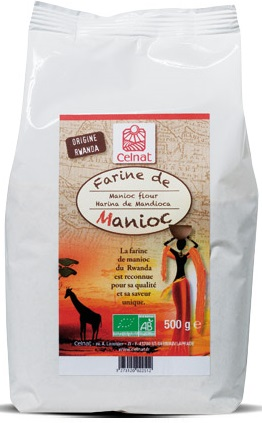 ORIGINE
RWANDA
Celnat
Farine de
Manioc flour
Harina de Mandioca
Manioc
La farine
de manioc
du Rwanda
est reconnue
pour sa qualité
et sa saveur
unique.
AB
500 g e